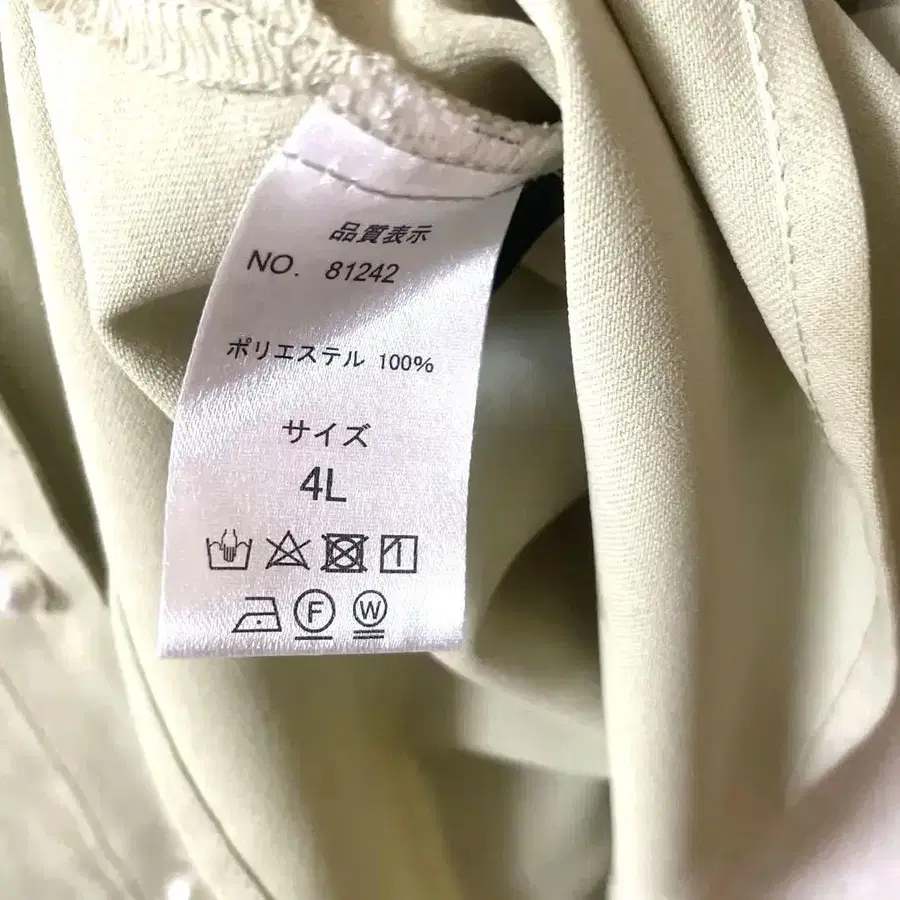 品質表示
NO. 81242
ポリエステル 100%
サイズ
4L
F W